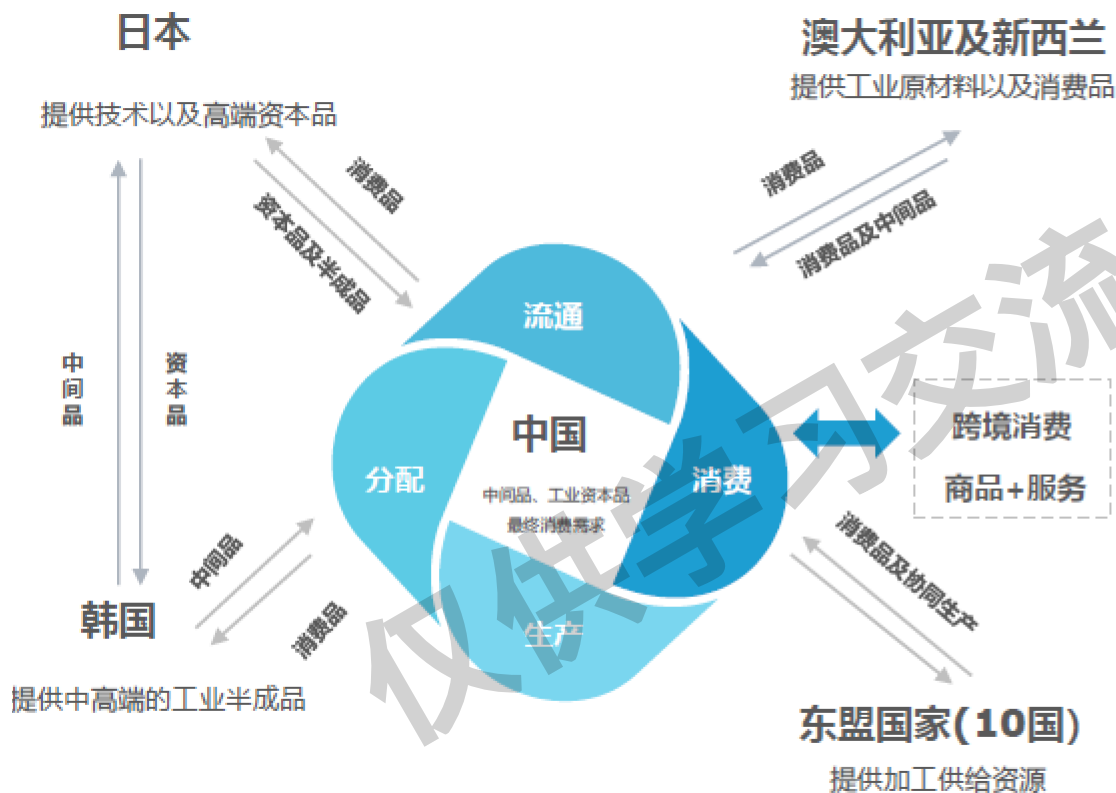 日本
提供技术以及高端资本品
澳大利亚及新西兰
提供工业原材料以及消费品
消费品
资本品及半成品
消费品
消费品及中间品
中间品
资本品
流通
分配
中国
中间品、工业资本品
最终消费需求
消费
生产
跨境消费
商品+服务
中间品
消费品
消费品及协同生产
韩国
提供中高端的工业半成品
东盟国家(10国)
提供加工供给资源
仅供学习交流